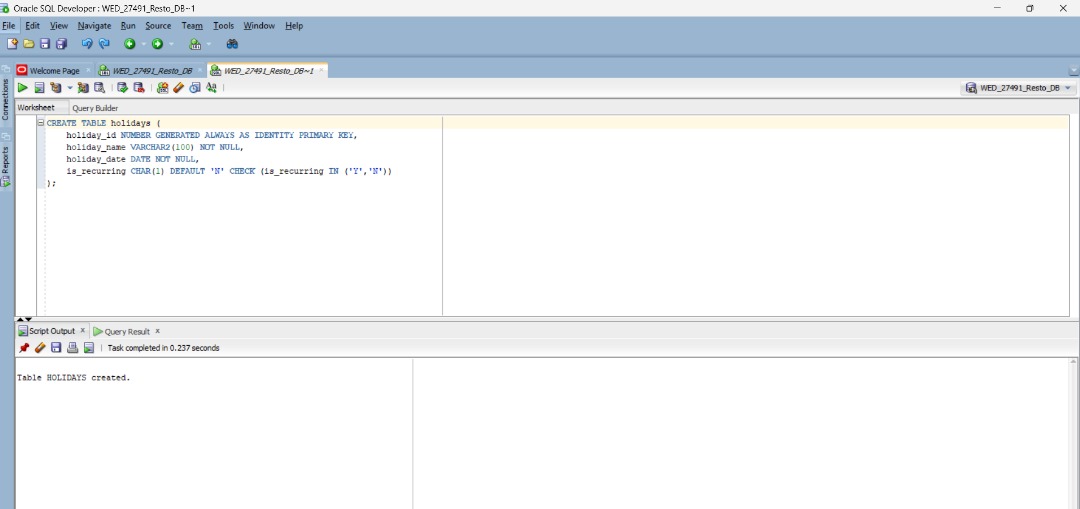 Oracle SQL Developer : WED_27491_Resto_DB~1
File Edit View Navigate Run Source Team Tools Window Help
Welcome Page WED_27491_Resto_DB WED_27491_Resto_DB~1
Connections
Reports
WED_27491_Resto_DB
Worksheet Query Builder
CREATE TABLE holidays (
holiday_id NUMBER GENERATED ALWAYS AS IDENTITY PRIMARY KEY,
holiday_name VARCHAR2(100) NOT NULL,
holiday_date DATE NOT NULL,
is_recurring CHAR(1) DEFAULT 'N' CHECK (is_recurring IN ('Y','N'))
);
Script Output x Query Result x
Task completed in 0.237 seconds
Table HOLIDAYS created.